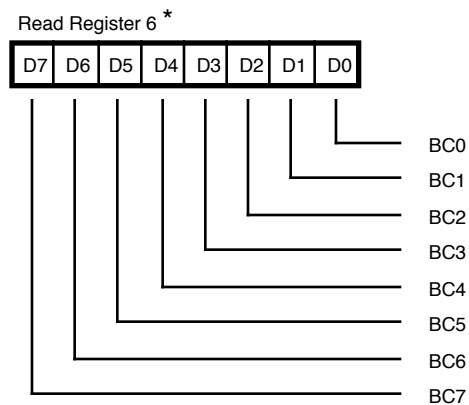 Read Register 6 *
D7 D6 D5 D4 D3 D2 D1 D0
BC0
BC1
BC2
BC3
BC4
BC5
BC6
BC7